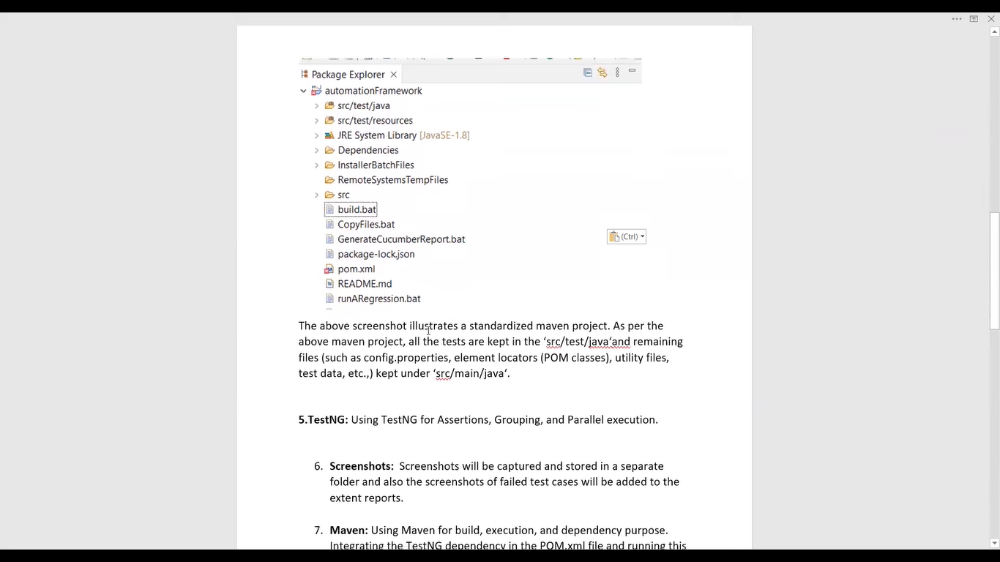 Package Explorer
automationFramework
src/test/java
src/test/resources
JRE System Library [JavaSE-1.8]
Dependencies
InstallerBatchFiles
RemoteSystemsTempFiles
src
build.bat
CopyFiles.bat
(Ctrl)
GenerateCucumberReport.bat
package-lock.json
pom.xml
README.md
runARegression.bat
The above screenshot illustrates a standardized maven project. As per the
above maven project, all the tests are kept in the ‘src/test/java‘and remaining
files (such as config.properties, element locators (POM classes), utility files,
test data, etc.,) kept under ‘src/main/java‘.
5.TestNG: Using TestNG for Assertions, Grouping, and Parallel execution.
6. Screenshots: Screenshots will be captured and stored in a separate
folder and also the screenshots of failed test cases will be added to the
extent reports.
7. Maven: Using Maven for build, execution, and dependency purpose.
Integrating the TestNG dependency in the POM.xml file and running this